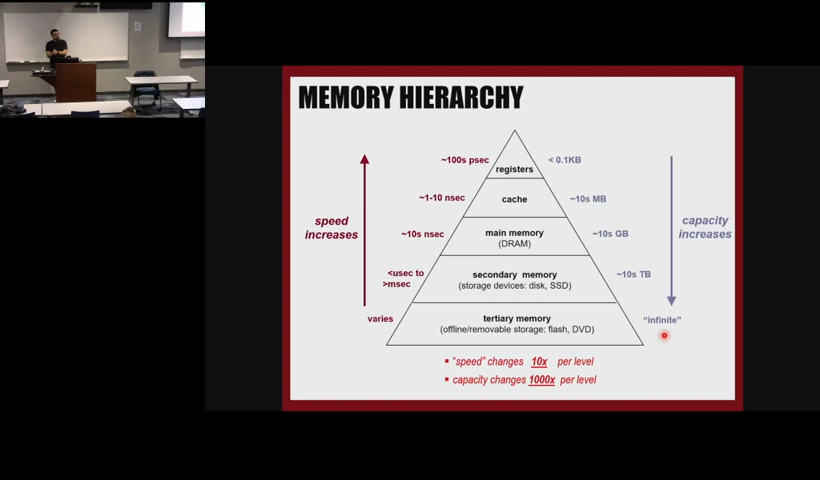 MEMORY HIERARCHY
~100s psec
registers
< 0.1KB
~1-10 nsec
cache
~10s MB
speed
increases
~10s nsec
main memory
(DRAM)
~10s GB
capacity
increases
<usec to
>msec
secondary memory
(storage devices: disk, SSD)
~10s TB
varies
tertiary memory
(offline/removable storage: flash, DVD)
“infinite”
"speed" changes 10x per level
capacity changes 1000x per level